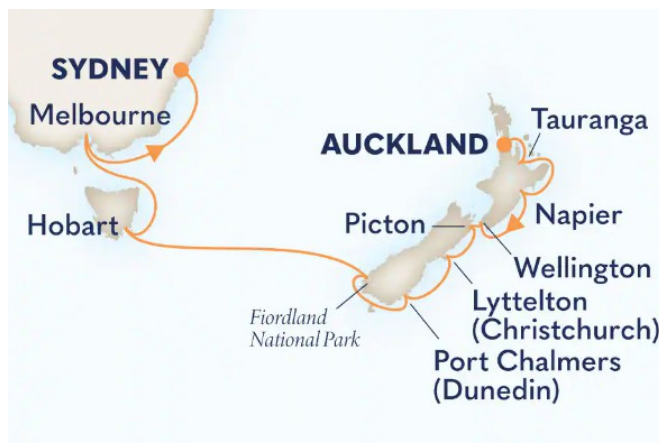 SYDNEY
Melbourne
Tauranga
AUCKLAND
Hobart
Picton
Napier
Wellington
Fiordland
National Park
Lyttelton
(Christchurch)
Port Chalmers
(Dunedin)